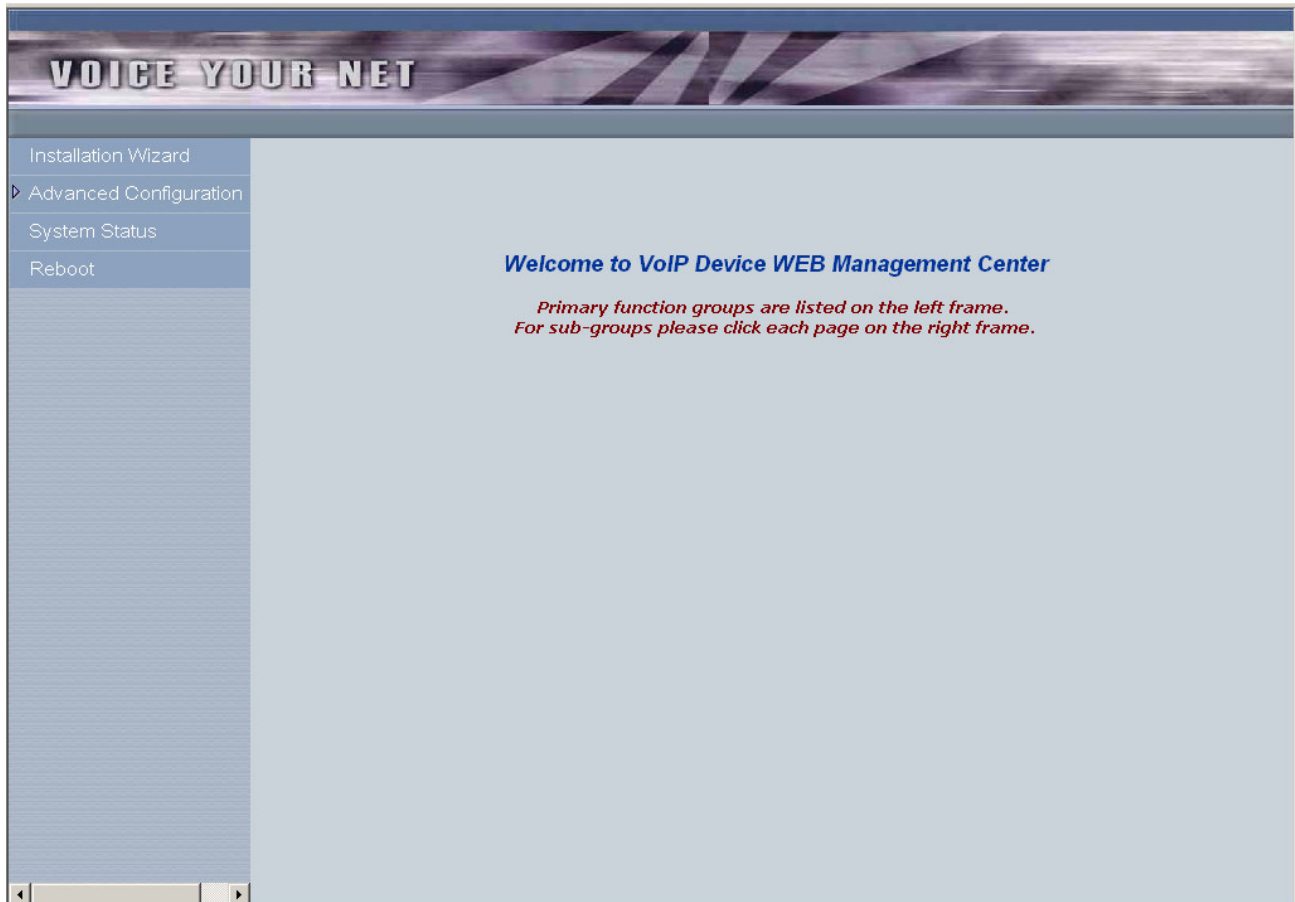 VOICE YOUR NET
Installation Wizard
Advanced Configuration
System Status
Reboot
Welcome to VoIP Device WEB Management Center
Primary function groups are listed on the left frame.
For sub-groups please click each page on the right frame.